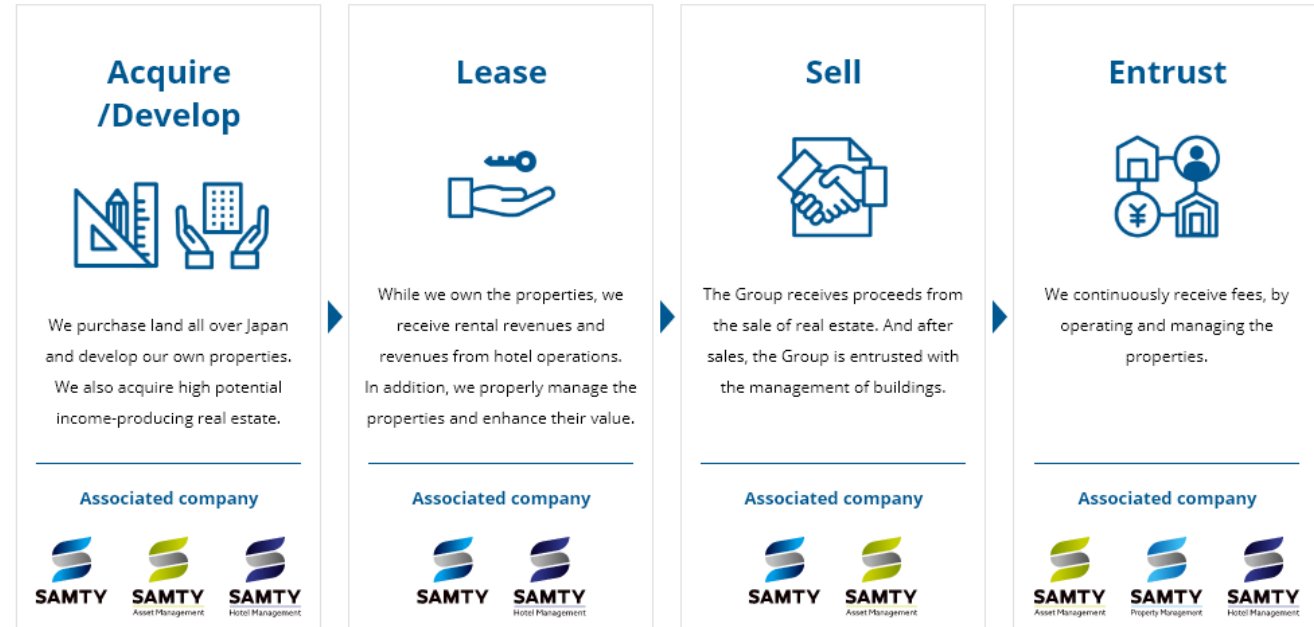 Acquire
/Develop
We purchase land all over Japan
and develop our own properties.
We also acquire high potential
income-producing real estate.
Associated company
SAMTY
SAMTY
Asset Management
SAMTY
Hotel Management
Lease
While we own the properties, we
receive rental revenues and
revenues from hotel operations.
In addition, we properly manage the
properties and enhance their value.
Associated company
SAMTY
SAMTY
Hotel Management
Sell
The Group receives proceeds from
the sale of real estate. And after
sales, the Group is entrusted with
the management of buildings.
Associated company
SAMTY
SAMTY
Asset Management
Entrust
¥
We continuously receive fees, by
operating and managing the
properties.
Associated company
SAMTY
Asset Management
SAMTY
Property Management
SAMTY
Hotel Management